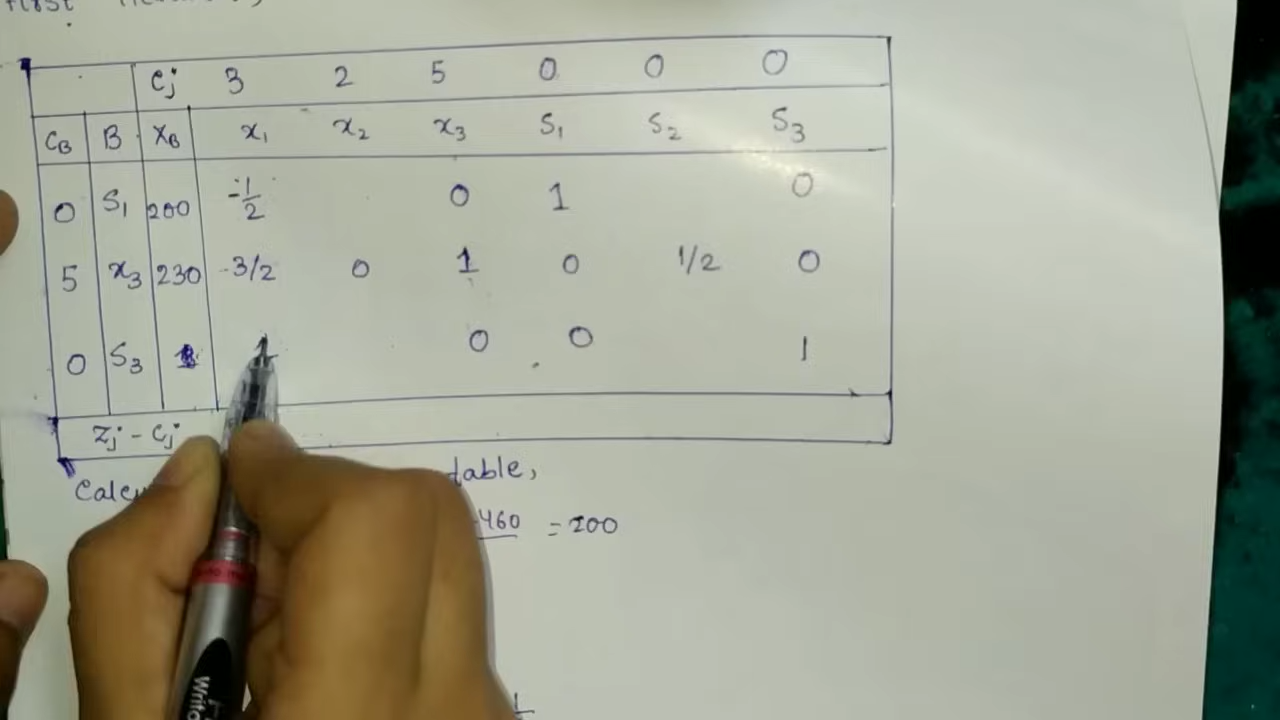 First
Cj 3 2 5 0 0 0
CB B XB x1 x2 x3 S1 S2 S3
0 S1 200 -1/2 0 1 0
5 x3 230 3/2 0 1 0 1/2 0
0 S3 0 0 1
Zj - Cj
table,
-460 = 200
Writo